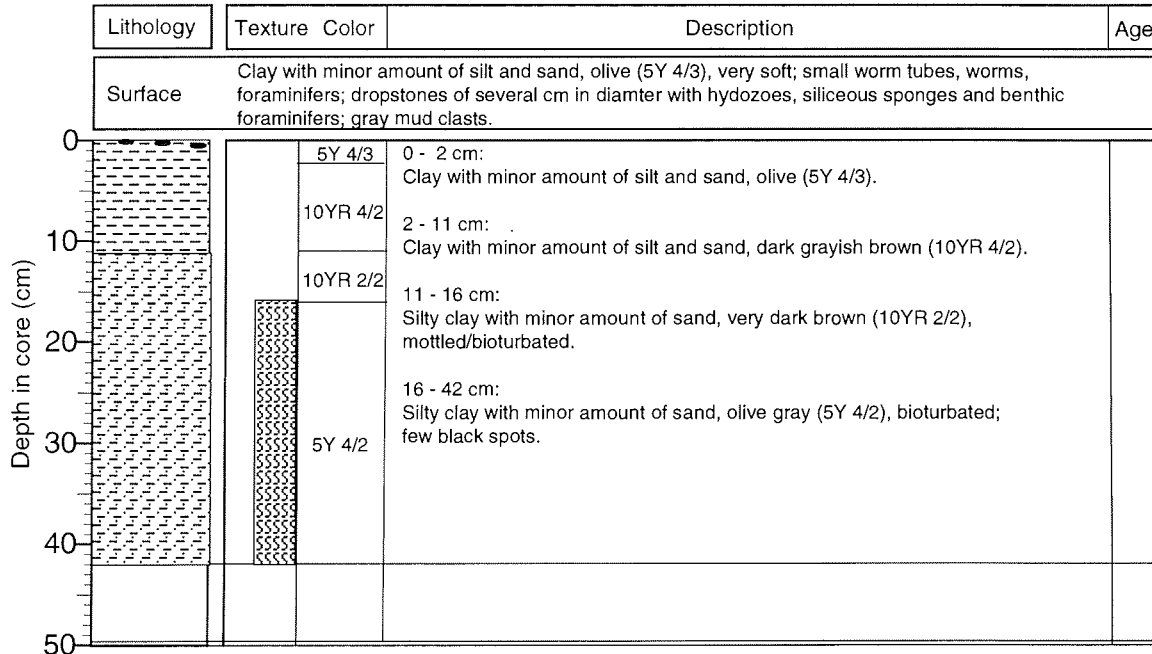 Lithology
Texture Color
Description
Age
Surface
Clay with minor amount of silt and sand, olive (5Y 4/3), very soft; small worm tubes, worms,
foraminifers; dropstones of several cm in diamter with hydozoes, siliceous sponges and benthic
foraminifers; gray mud clasts.
Depth in core (cm)
0
10
20
30
40
50
5Y 4/3
10YR 4/2
10YR 2/2
5Y 4/2
0 - 2 cm:
Clay with minor amount of silt and sand, olive (5Y 4/3).
2 - 11 cm:
Clay with minor amount of silt and sand, dark grayish brown (10YR 4/2).
11 - 16 cm:
Silty clay with minor amount of sand, very dark brown (10YR 2/2),
mottled/bioturbated.
16 - 42 cm:
Silty clay with minor amount of sand, olive gray (5Y 4/2), bioturbated;
few black spots.